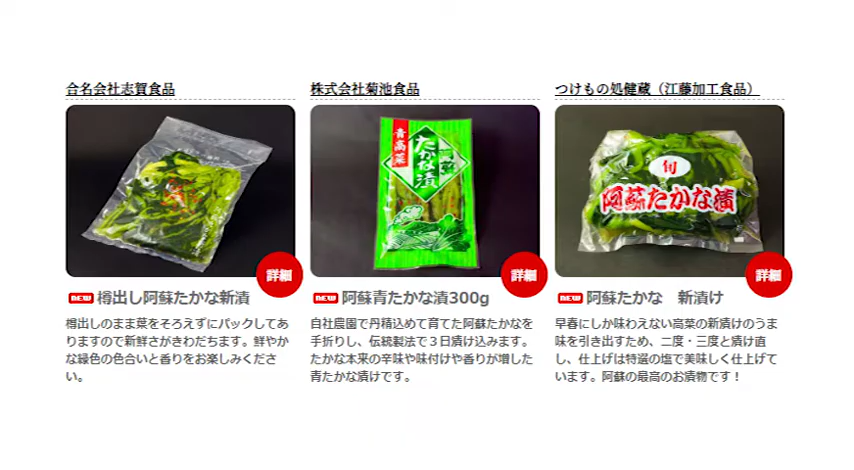 合名会社志賀食品
株式会社菊池食品
つけもの処健蔵（江藤加工食品）
青高菜
たかな漬
旬
阿蘇たかな漬
詳細
詳細
詳細
NEW 樽出し阿蘇たかな新漬
NEW 阿蘇青たかな漬300g
NEW 阿蘇たかな　新漬け
樽出しのまま葉をそろえずにパックしてあ
りますので新鮮さがきわだちます。鮮やか
な緑色の色合いと香りをお楽しみくださ
い。
自社農園で丹精込めて育てた阿蘇たかなを
手折りし、伝統製法で３日漬け込みます。
たかな本来の辛味や味付けや香りが増した
青たかな漬けです。
早春にしか味わえない高菜の新漬けのうま
味を引き出すため、二度・三度と漬け直
し、仕上げは特選の塩で美味しく仕上げて
います。阿蘇の最高のお漬物です！